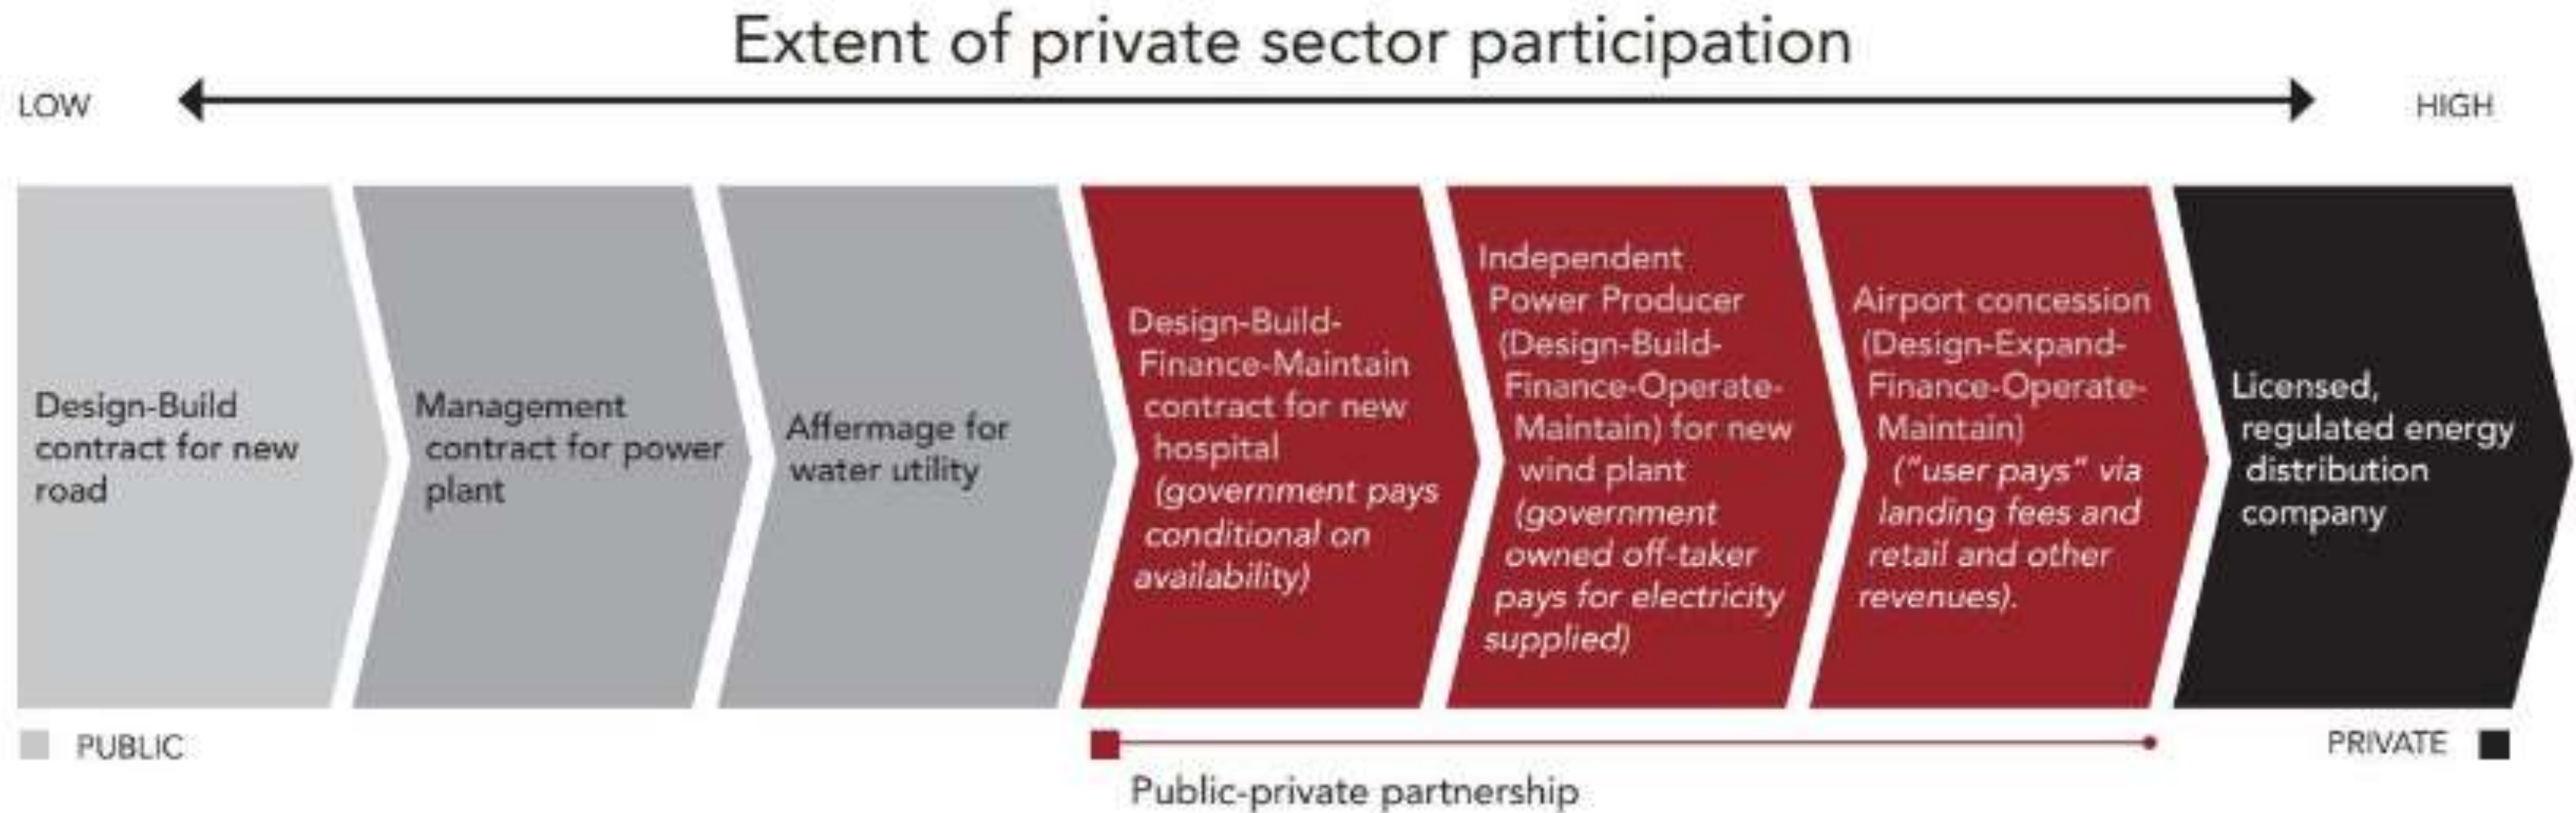 Extent of private sector participation
LOW
HIGH
Design-Build
contract for new
road
Management
contract for power
plant
Affermage for
water utility
Design-Build-
Finance-Maintain
contract for new
hospital
(government pays
conditional on
availability)
Independent
Power Producer
(Design-Build-
Finance-Operate-
Maintain) for new
wind plant
(government
owned off-taker
pays for electricity
supplied)
Airport concession
(Design-Expand-
Finance-Operate-
Maintain)
("user pays" via
landing fees and
retail and other
revenues).
Licensed,
regulated energy
distribution
company
PUBLIC
Public-private partnership
PRIVATE